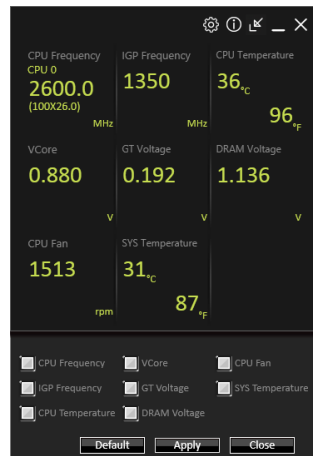 CPU Frequency IGP Frequency CPU Temperature
CPU 0
2600.0 1350 36 °C
(100X26.0)
MHz MHz 96 °F
VCore GT Voltage DRAM Voltage
0.880 0.192 1.136
V V V
CPU Fan SYS Temperature
1513 31 °C
rpm 87 °F
CPU Frequency VCore CPU Fan
IGP Frequency GT Voltage SYS Temperature
CPU Temperature DRAM Voltage
Default Apply Close